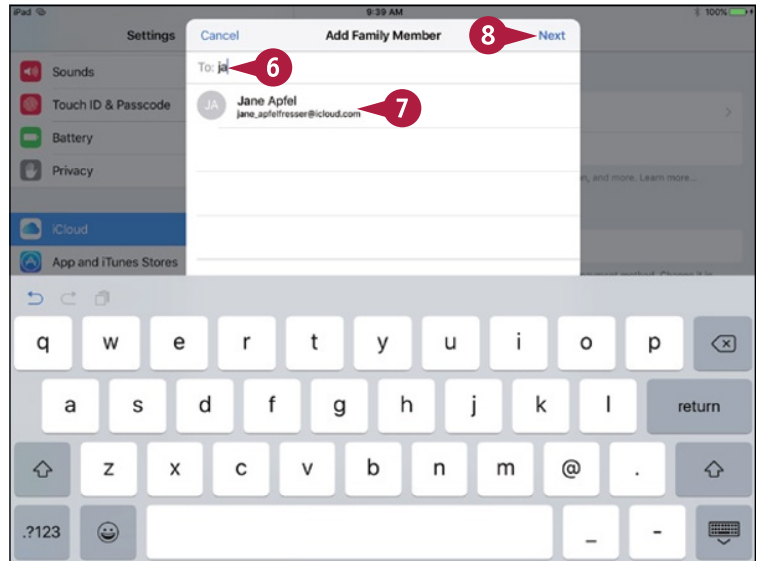 iPad 9:39 AM 100%
Settings
Cancel Add Family Member 8 Next
To: ja 6
Sounds
JA Jane Apfel
jane_apfelfresser@icloud.com 7
Touch ID & Passcode
Battery
Privacy
n, and more. Learn more...
iCloud
App and iTunes Stores
q w e r t y u i o p
a s d f g h j k l return
z x c v b n m @ .
.?123 _ -